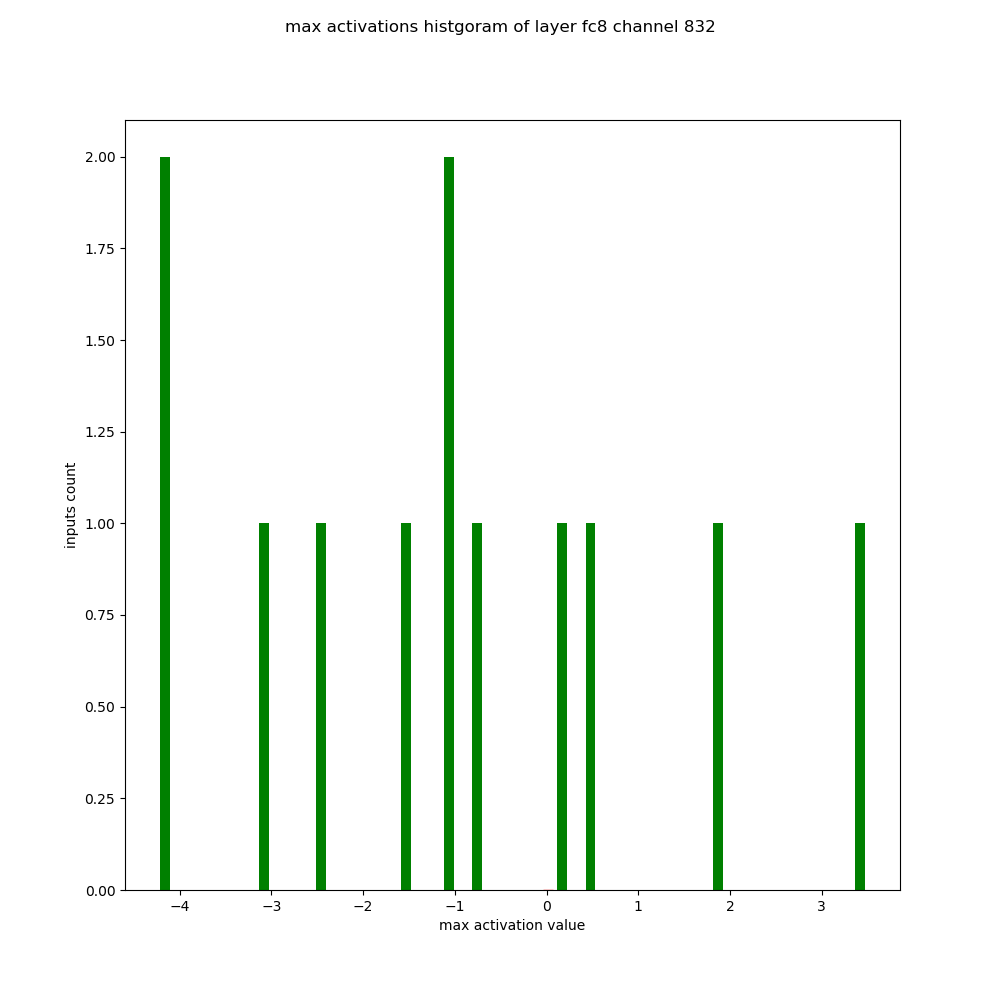 max activations histgoram of layer fc8 channel 832
2.00
1.75
1.50
1.25
1.00
0.75
0.50
0.25
0.00
inputs count
−4 −3 −2 −1 0 1 2 3
max activation value